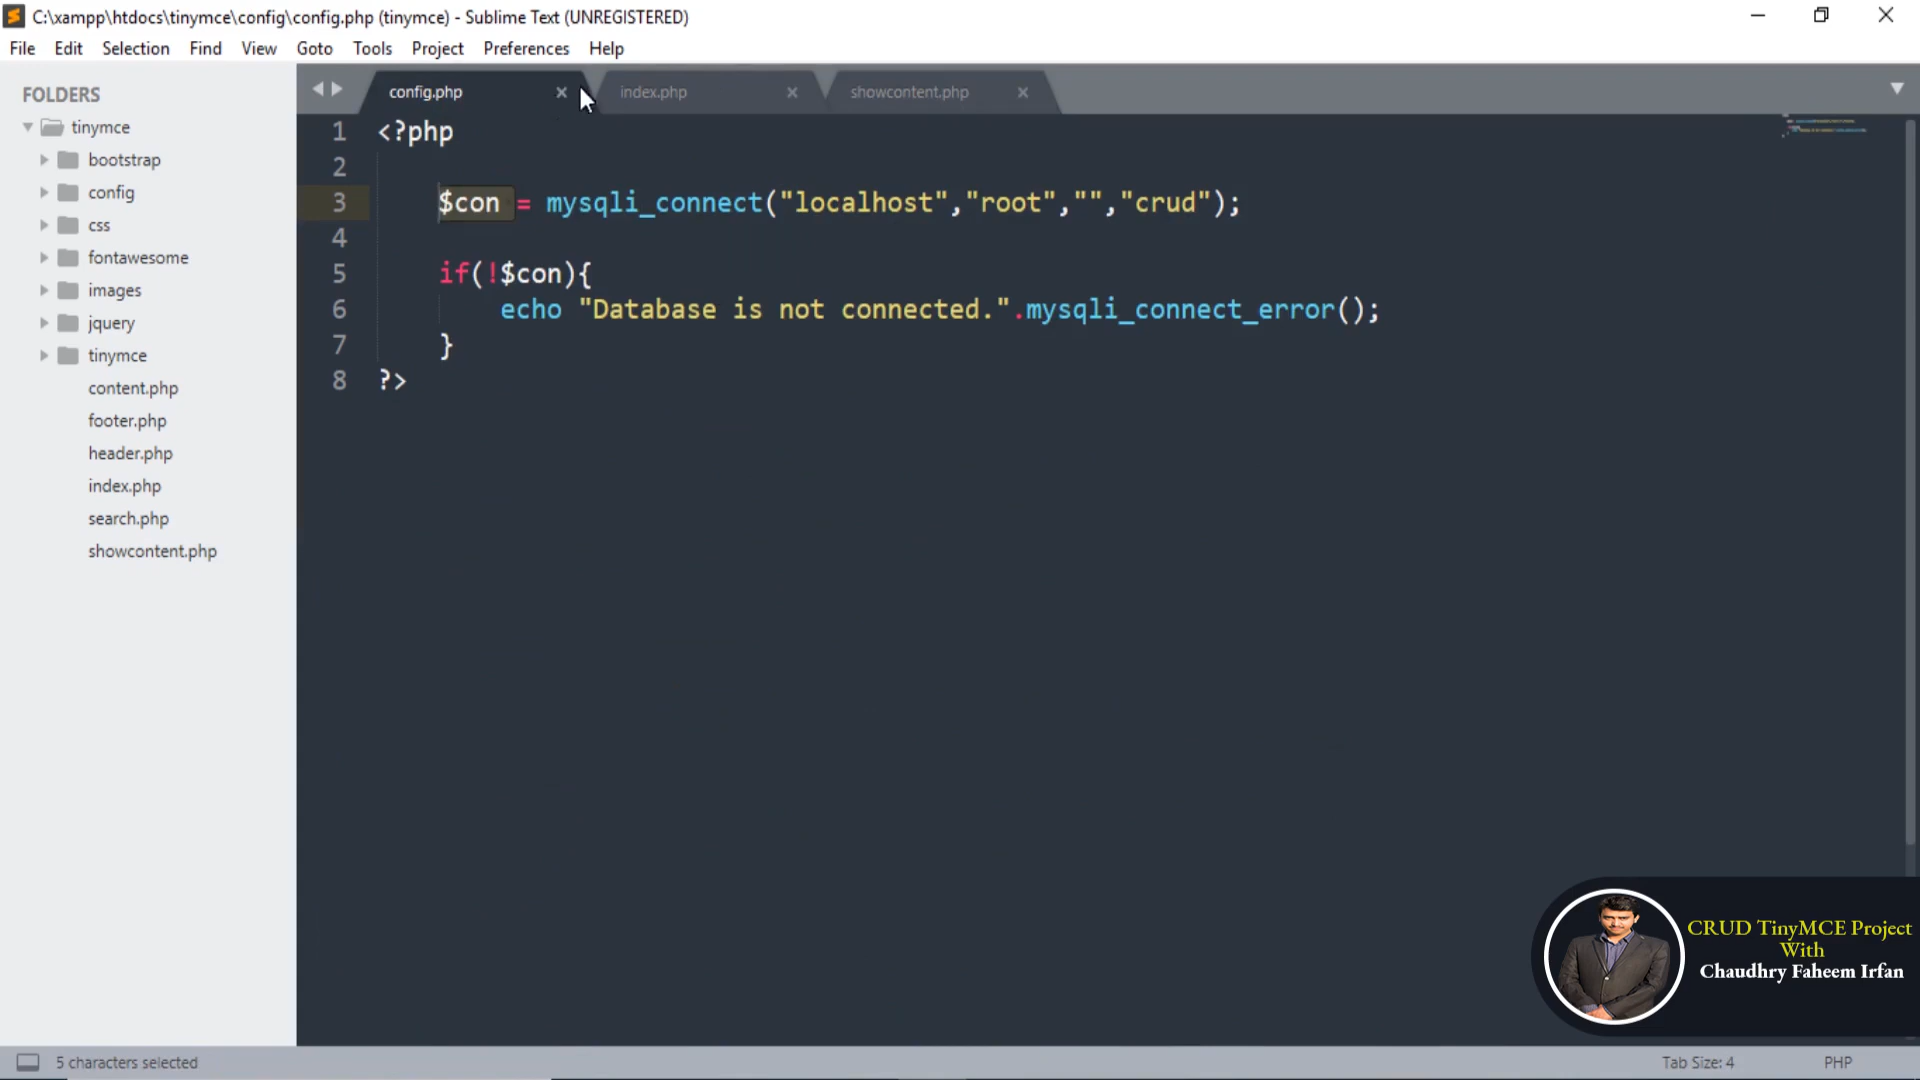 C:\xampp\htdocs\tinymce\config\config.php (tinymce) - Sublime Text (UNREGISTERED)
File Edit Selection Find View Goto Tools Project Preferences Help
FOLDERS
tinymce
bootstrap
config
css
fontawesome
images
jquery
tinymce
content.php
footer.php
header.php
index.php
search.php
showcontent.php
config.php index.php showcontent.php
1 <?php
2
3 $con = mysqli_connect("localhost","root","","crud");
4
5 if(!$con){
6 echo "Database is not connected.".mysqli_connect_error();
7 }
8 ?>
CRUD TinyMCE Project
With
Chaudhry Faheem Irfan
5 characters selected Tab Size: 4 PHP